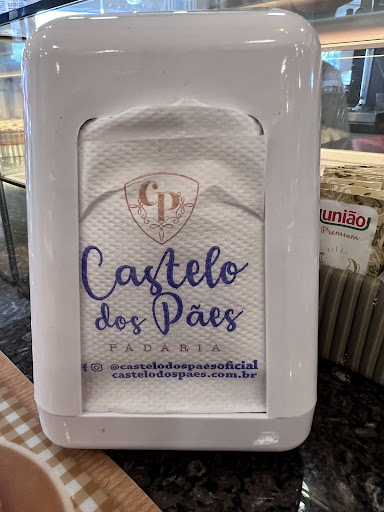 CP
Castelo
dos Pães
PADARIA
@castelodospaesoficial
castelodospaes.com.br
união
Premium